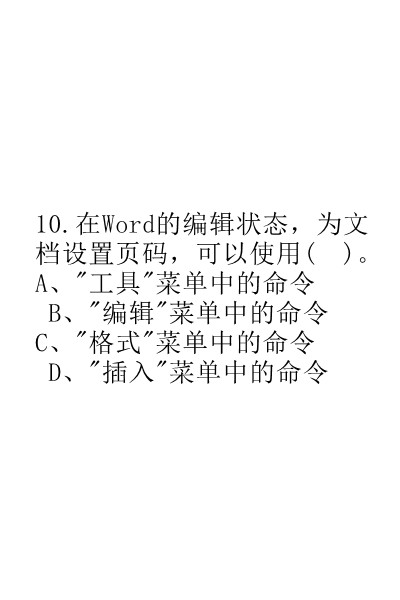 10.在Word的编辑状态，为文
档设置页码，可以使用(  )。
A、"工具"菜单中的命令
B、"编辑"菜单中的命令
C、"格式"菜单中的命令
D、"插入"菜单中的命令